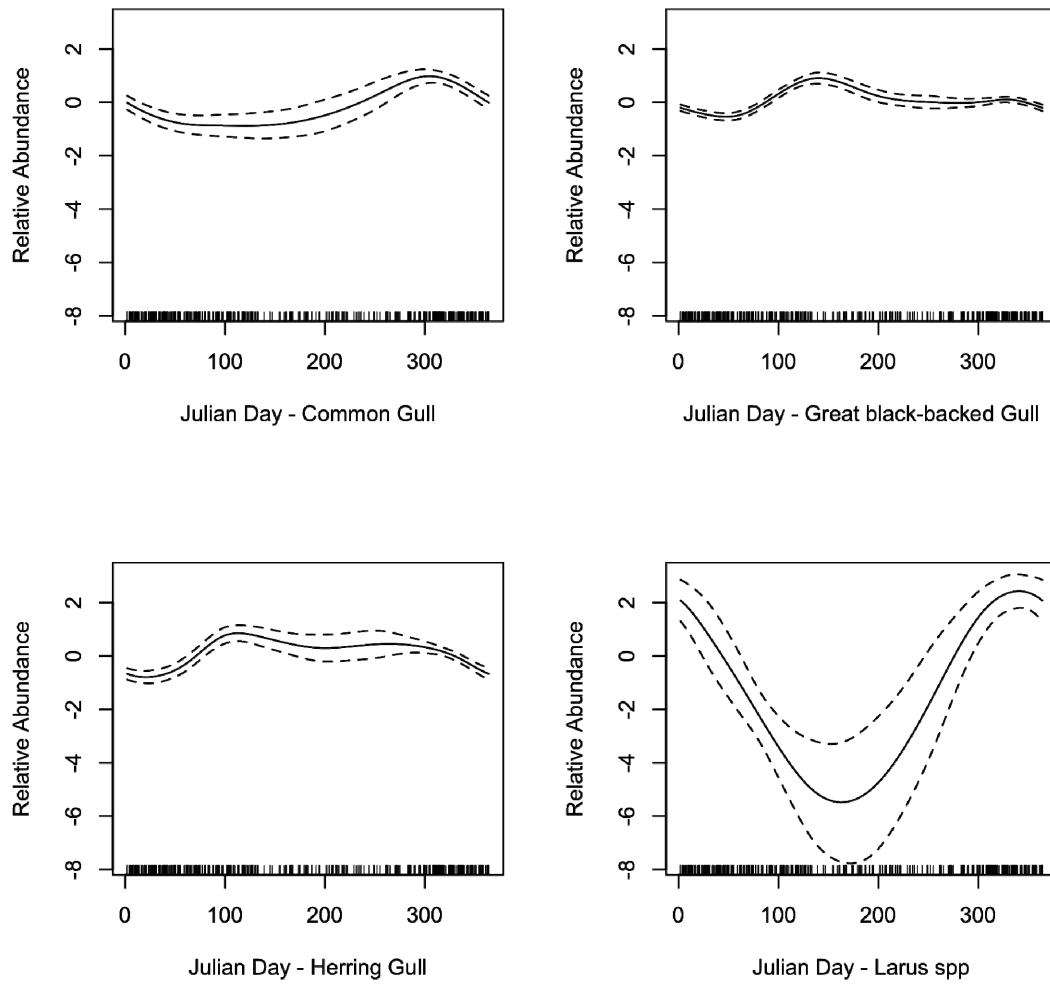 Relative Abundance
2
0
-2
-4
-6
-8
0 100 200 300
Julian Day - Common Gull
Relative Abundance
2
0
-2
-4
-6
-8
0 100 200 300
Julian Day - Great black-backed Gull
Relative Abundance
2
0
-2
-4
-6
-8
0 100 200 300
Julian Day - Herring Gull
Relative Abundance
2
0
-2
-4
-6
-8
0 100 200 300
Julian Day - Larus spp